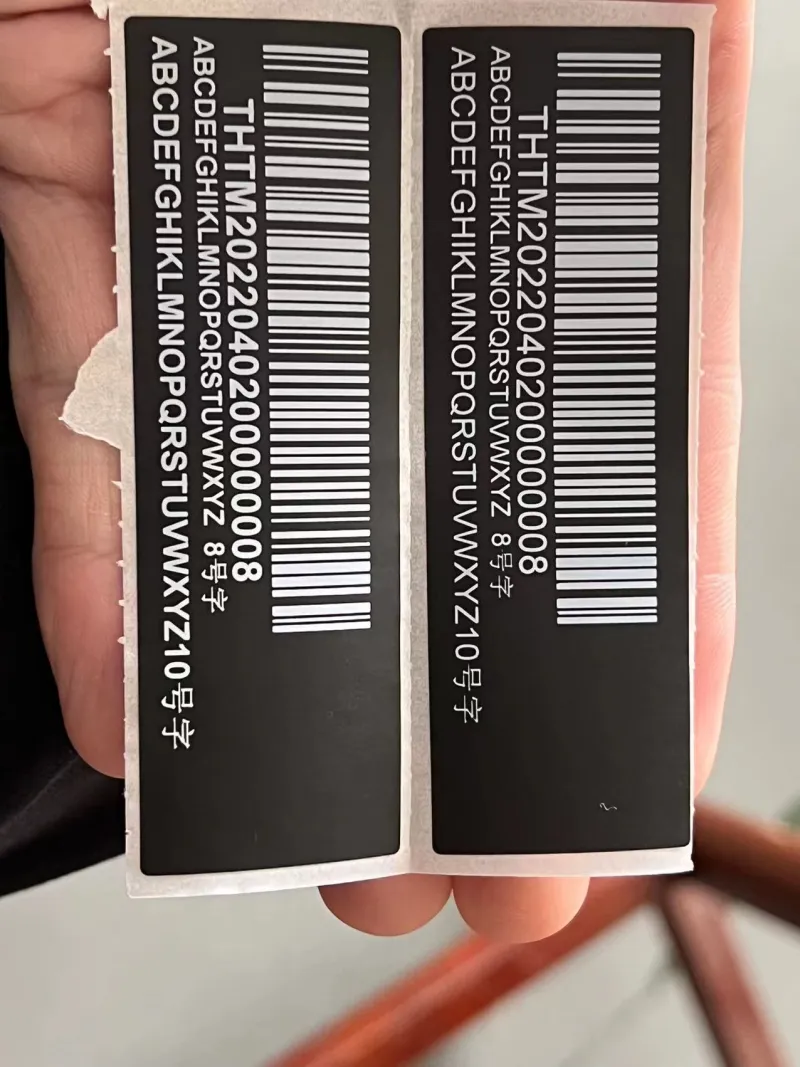 THTM20220402000000008
ABCDEFGHIKLMNOPQRSTUVWXYZ 8号字
ABCDEFGHIKLMNOPQRSTUVWXYZ10号字
THTM20220402000000008
ABCDEFGHIKLMNOPQRSTUVWXYZ 8号字
ABCDEFGHIKLMNOPQRSTUVWXYZ10号字